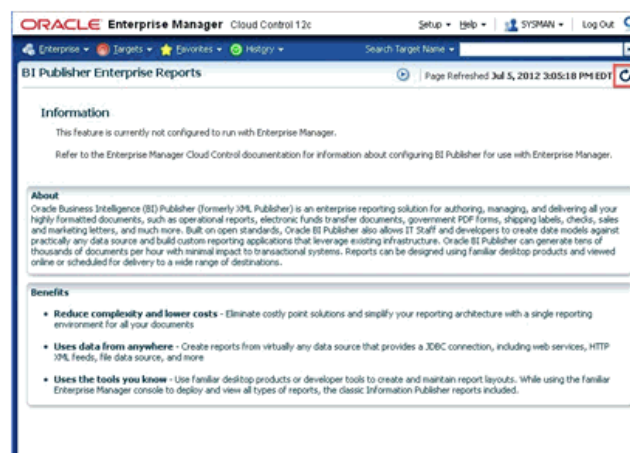 ORACLE Enterprise Manager Cloud Control 12c
Setup Help SYSMAN Log Out
Enterprise Targets Favorites History Search Target Name
BI Publisher Enterprise Reports
Page Refreshed Jul 5, 2012 3:05:18 PM EDT
Information
This feature is currently not configured to run with Enterprise Manager.
Refer to the Enterprise Manager Cloud Control documentation for information about configuring BI Publisher for use with Enterprise Manager.
About
Oracle Business Intelligence (BI) Publisher (formerly XML Publisher) is an enterprise reporting solution for authoring, managing, and delivering all your
highly formatted documents, such as operational reports, electronic funds transfer documents, government PDF forms, shipping labels, checks, sales
and marketing letters, and much more. Built on open standards, Oracle BI Publisher also allows IT Staff and developers to create date models against
practically any data source and build custom reporting applications that leverage existing infrastructure. Oracle BI Publisher can generate tens of
thousands of documents per hour with minimal impact to transactional systems. Reports can be designed using familiar desktop products and viewed
online or scheduled for delivery to a wide range of destinations.
Benefits
• Reduce complexity and lower costs - Eliminate costly point solutions and simplify your reporting architecture with a single reporting
environment for all your documents
• Uses data from anywhere - Create reports from virtually any data source that provides a JDBC connection, including web services, HTTP
XML feeds, file data source, and more
• Uses the tools you know - Use familiar desktop products or developer tools to create and maintain report layouts. While using the familiar
Enterprise Manager console to deploy and view all types of reports, the classic Information Publisher reports included.